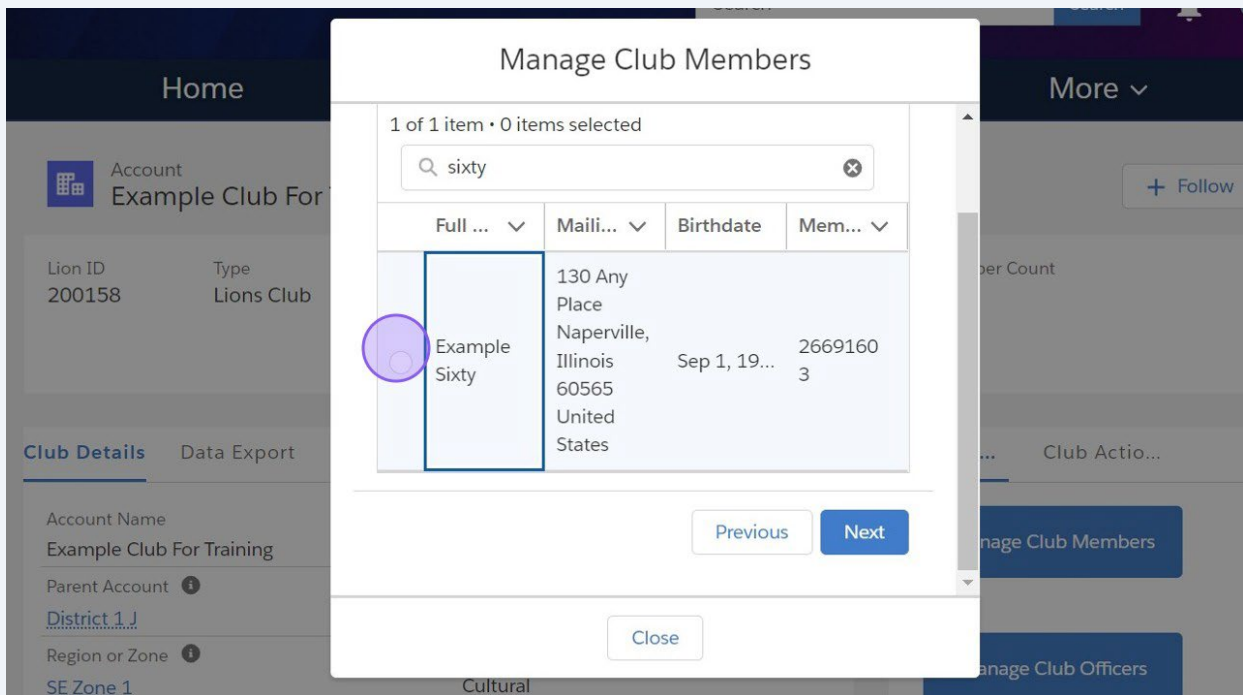 Home
More
Account
Example Club For
Follow
Lion ID
Type
per Count
200158
Lions Club
Club Details
Data Export
...
Club Actio...
Account Name
Example Club For Training
Parent Account
District 1 J
Region or Zone
SE Zone 1
Cultural
nage Club Members
anage Club Officers
Manage Club Members
1 of 1 item • 0 items selected
sixty
Full ...
Maili...
Birthdate
Mem...
Example
Sixty
130 Any
Place
Naperville,
Illinois
60565
United
States
Sep 1, 19...
2669160
3
Previous
Next
Close